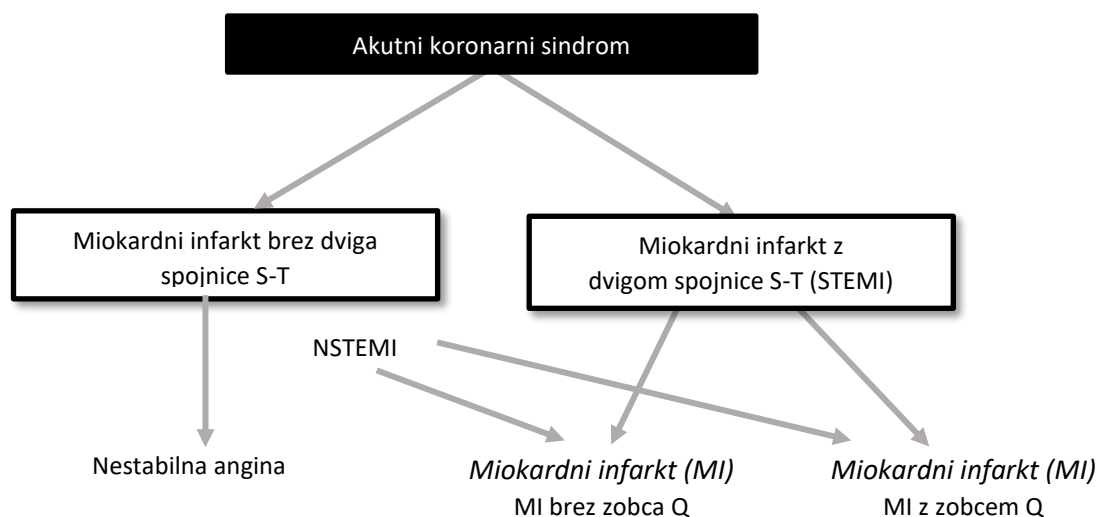 Akutni koronarni sindrom
Miokardni infarkt brez dviga
spojnice S-T
Miokardni infarkt z
dvigom spojnice S-T (STEMI)
NSTEMI
Nestabilna angina
Miokardni infarkt (MI)
MI brez zobca Q
Miokardni infarkt (MI)
MI z zobcem Q